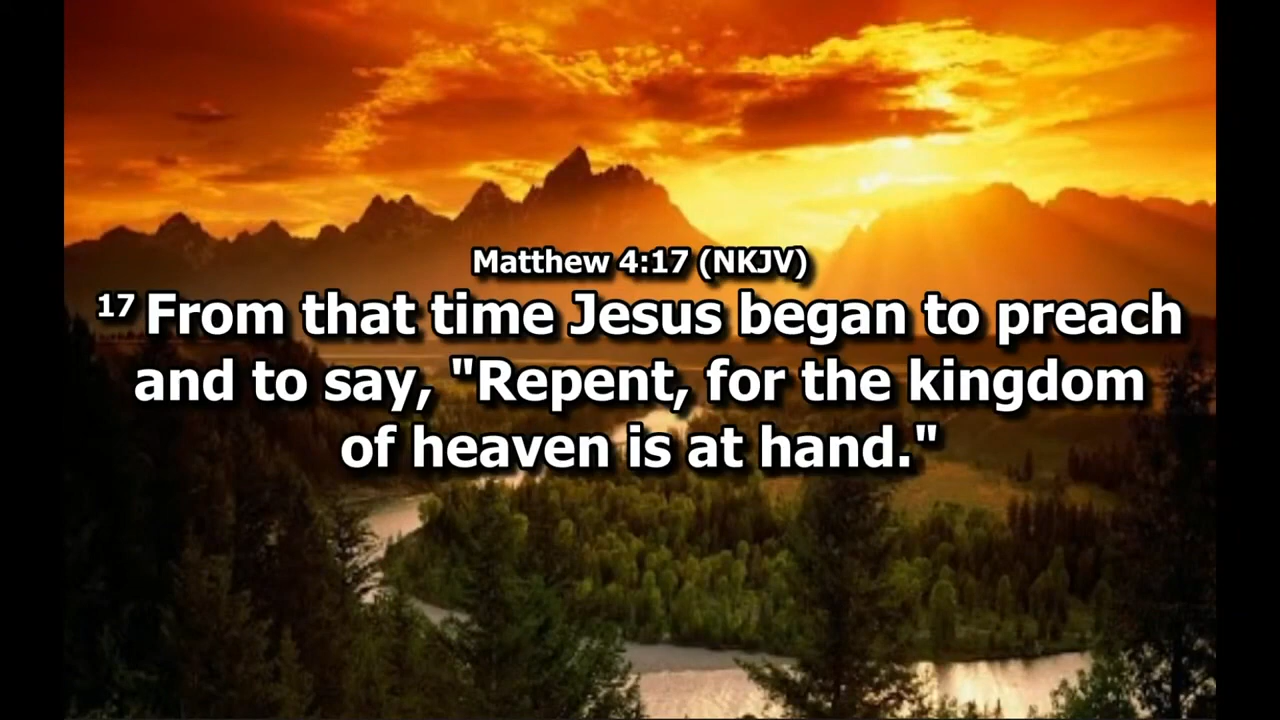 Matthew 4:17 (NKJV)
17 From that time Jesus began to preach
and to say, "Repent, for the kingdom
of heaven is at hand."